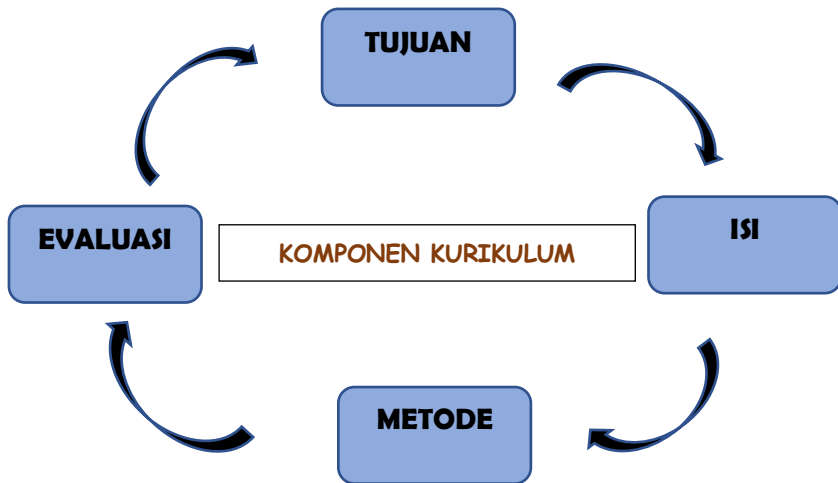 TUJUAN
ISI
EVALUASI
KOMPONEN KURIKULUM
METODE